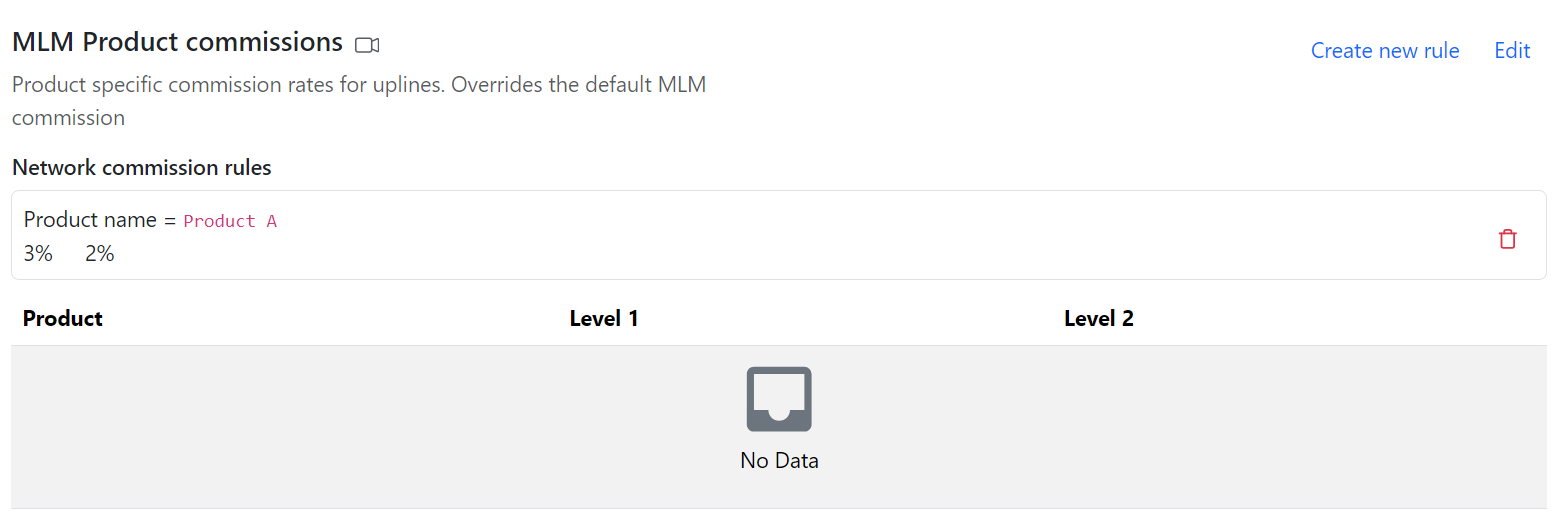 MLM Product commissions
Create new rule Edit
Product specific commission rates for uplines. Overrides the default MLM
commission
Network commission rules
Product name = Product A
3% 2%
Product Level 1 Level 2
No Data